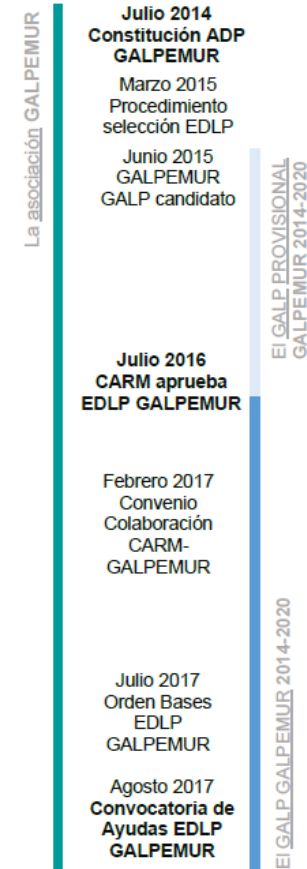 La asociación GALPEMUR
Julio 2014
Constitución ADP
GALPEMUR
Marzo 2015
Procedimiento
selección EDLP
Junio 2015
GALPEMUR
GALP candidato
El GALP PROVISIONAL
GALPEMUR 2014-2020
Julio 2016
CARM aprueba
EDLP GALPEMUR
Febrero 2017
Convenio
Colaboración
CARM-
GALPEMUR
Julio 2017
Orden Bases
EDLP
GALPEMUR
Agosto 2017
Convocatoria de
Ayudas EDLP
GALPEMUR
El GALP GALPEMUR 2014-2020